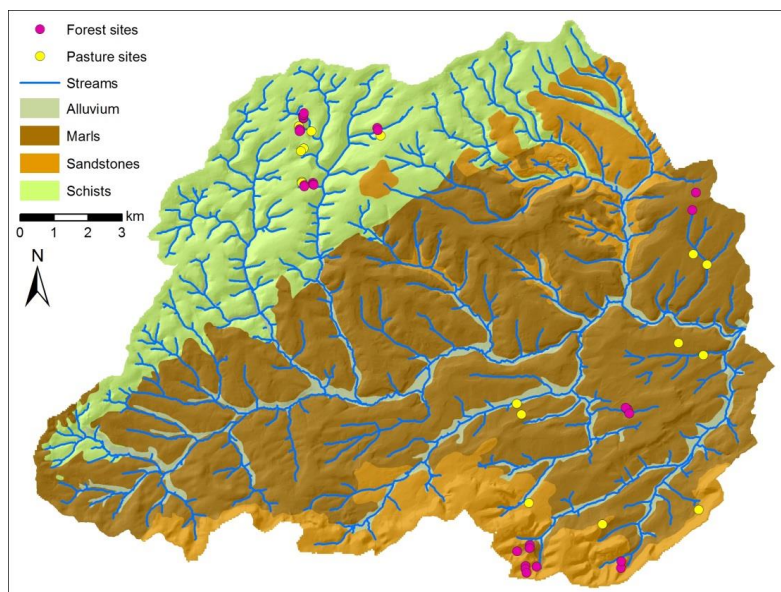 Forest sites
Pasture sites
Streams
Alluvium
Marls
Sandstones
Schists
km
0 1 2 3
N